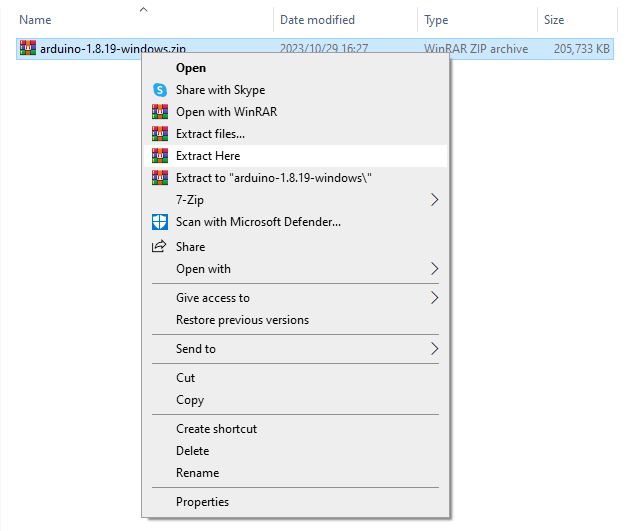 Name Date modified Type Size
arduino-1.8.19-windows.zip 2023/10/29 16:27 WinRAR ZIP archive 205,733 KB
Open
Share with Skype
Open with WinRAR
Extract files...
Extract Here
Extract to "arduino-1.8.19-windows\"
7-Zip
Scan with Microsoft Defender...
Share
Open with
Give access to
Restore previous versions
Send to
Cut
Copy
Create shortcut
Delete
Rename
Properties